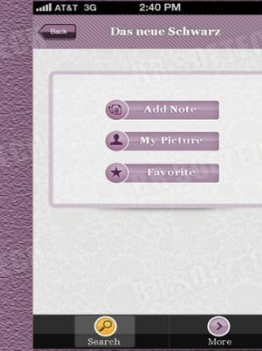 AT&T 3G 2:40 PM
Back Das neue Schwarz
Add Note
My Picture
Favorite
Search More